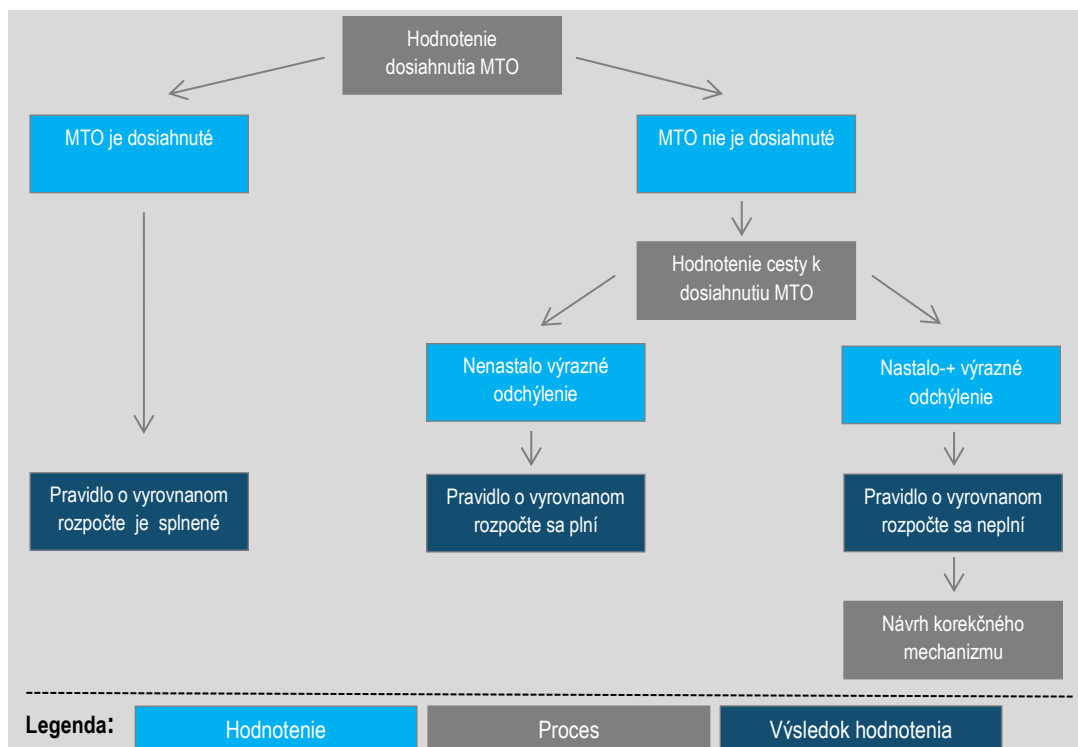 Hodnotenie
dosiahnutia MTO
MTO je dosiahnuté
MTO nie je dosiahnuté
Hodnotenie cesty k
dosiahnutiu MTO
Nenastalo výrazné
odchýlenie
Nastalo-+ výrazné
odchýlenie
Pravidlo o vyrovnanom
rozpočte je splnené
Pravidlo o vyrovnanom
rozpočte sa plní
Pravidlo o vyrovnanom
rozpočte sa neplní
Návrh korekčného
mechanizmu
Legenda:
Hodnotenie
Proces
Výsledok hodnotenia